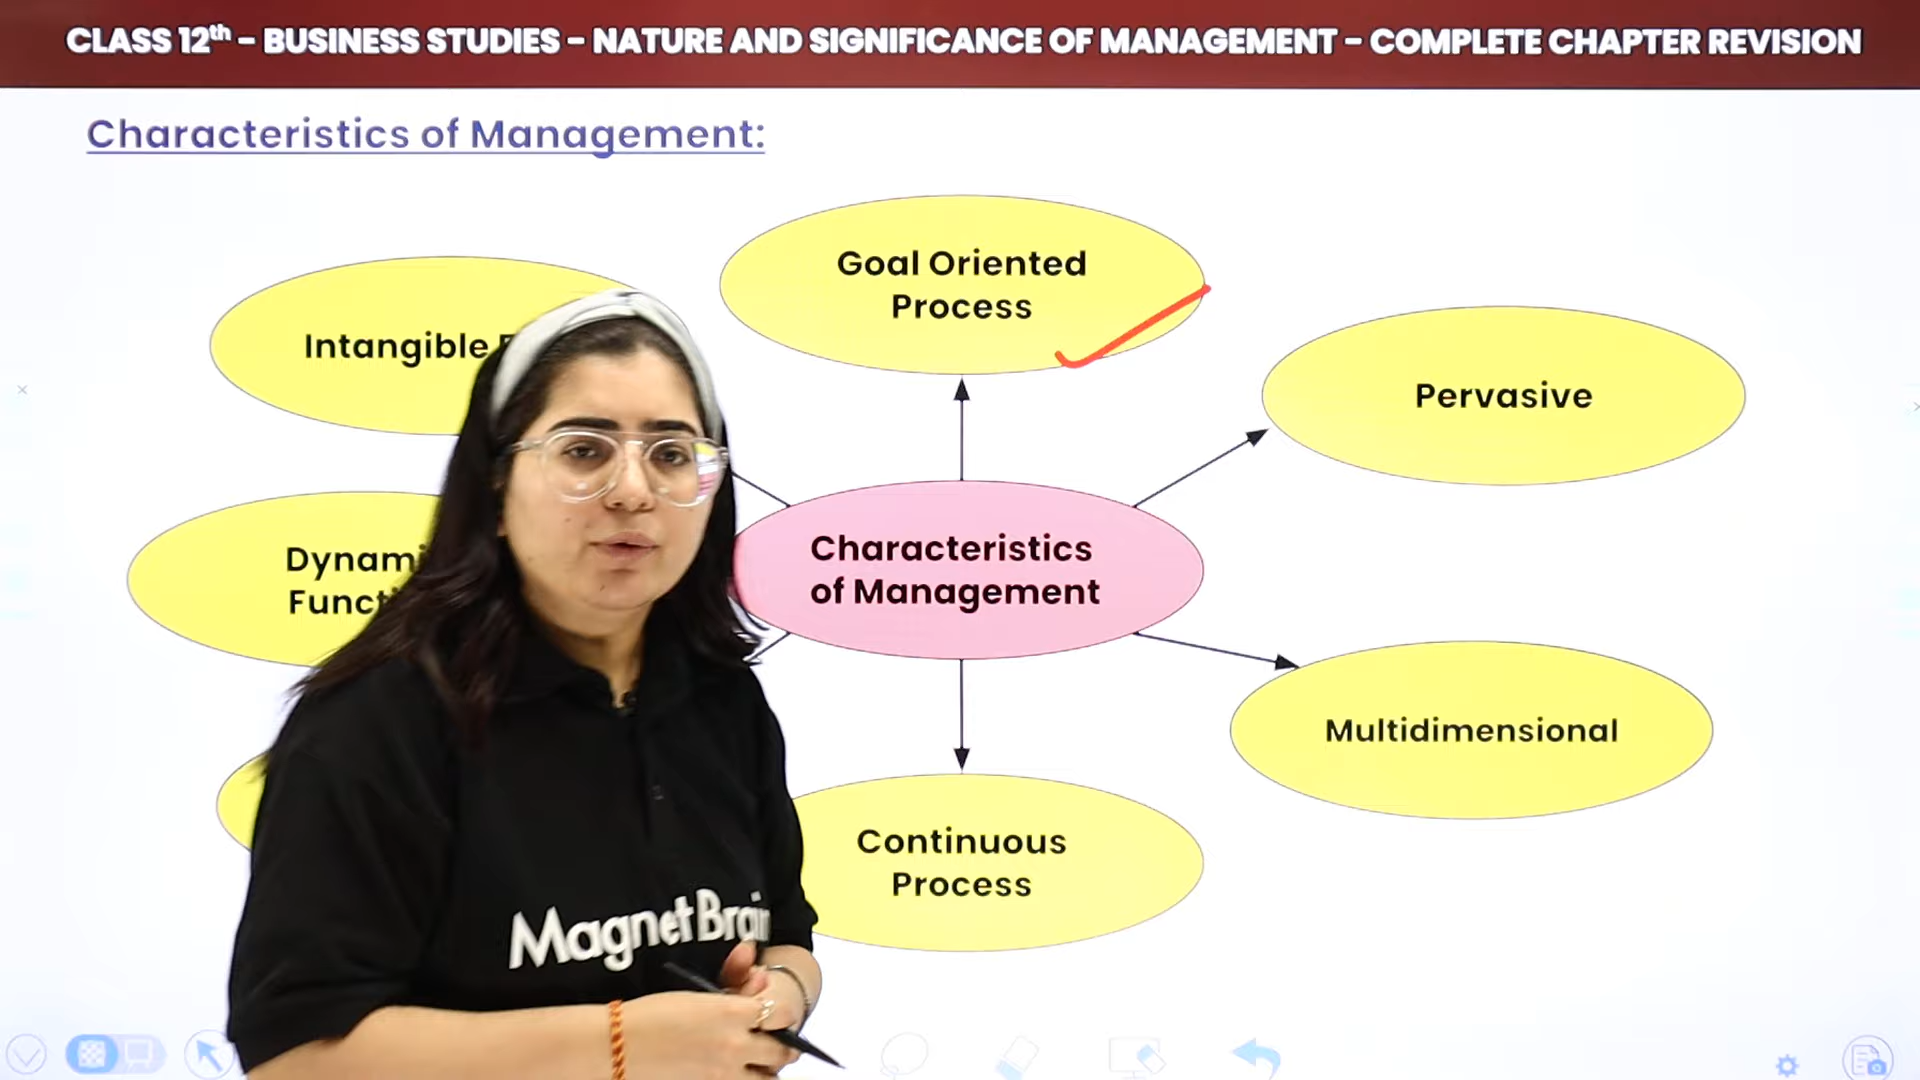 CLASS 12th - BUSINESS STUDIES - NATURE AND SIGNIFICANCE OF MANAGEMENT - COMPLETE CHAPTER REVISION
Characteristics of Management:
Goal Oriented
Process
Intangible
Pervasive
Characteristics
of Management
Multidimensional
Continuous
Process
MagnetBrain